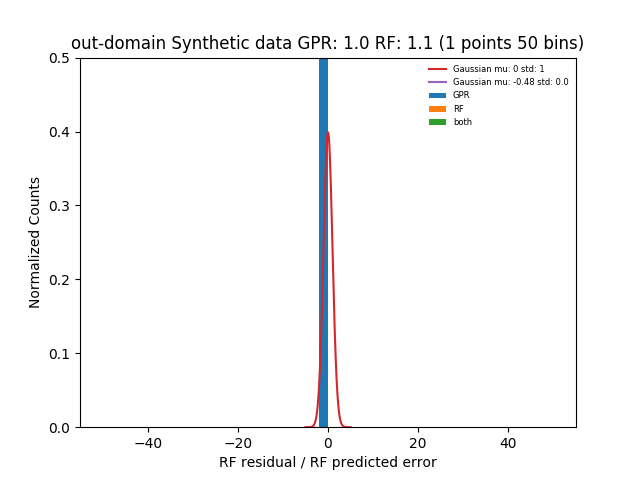 out-domain Synthetic data GPR: 1.0 RF: 1.1 (1 points 50 bins)
Gaussian mu: 0 std: 1
Gaussian mu: -0.48 std: 0.0
GPR
RF
both
Normalized Counts
0.5
0.4
0.3
0.2
0.1
0.0
−40
−20
0
20
40
RF residual / RF predicted error